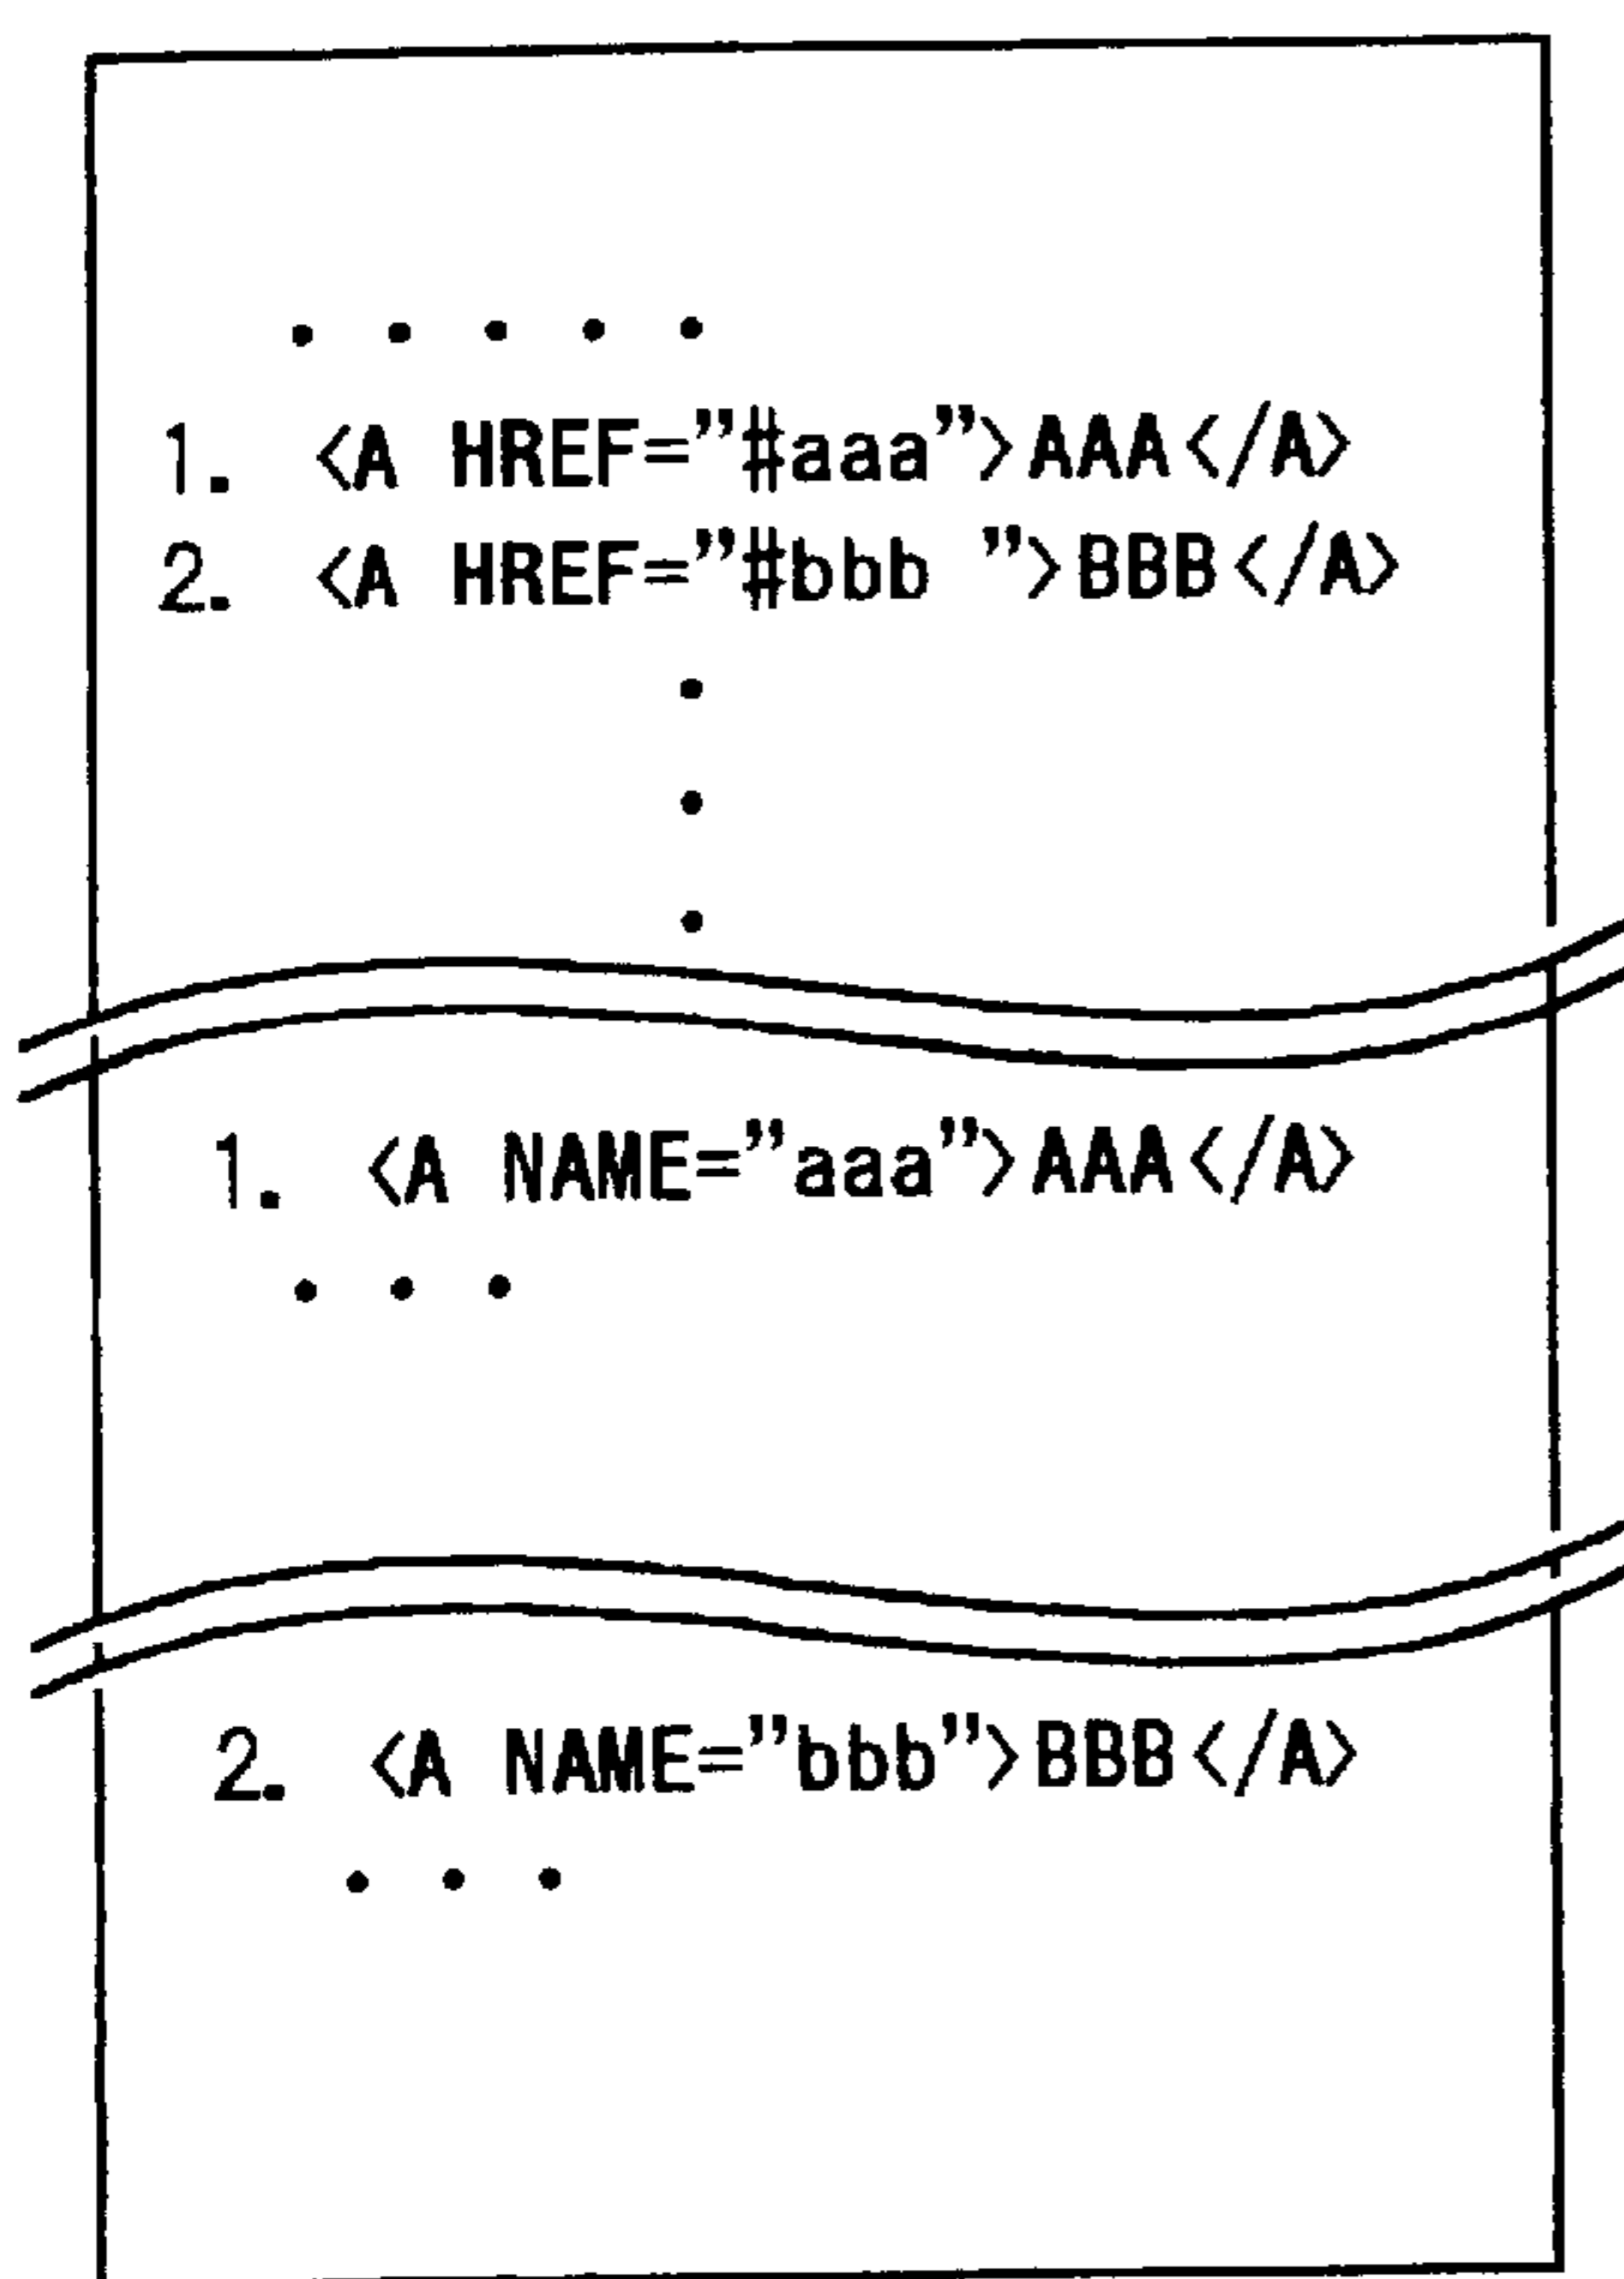 • • • • •
1. <A HREF=”#aaa”>AAA</A>
2. <A HREF=”#bbb ”>BBB</A>
•
•
•
1. <A NAME=”aaa”>AAA</A>
• • •
2. <A NAME=”bbb”>BBB</A>
• • •